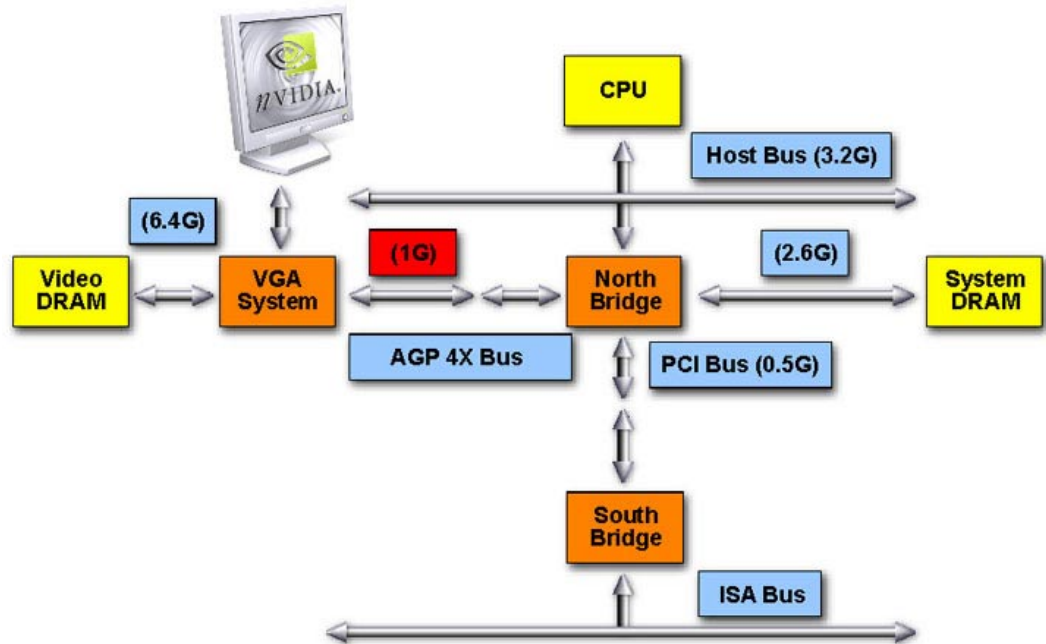 nVIDIA.
CPU
Host Bus (3.2G)
(6.4G)
(1G)
(2.6G)
Video
DRAM
VGA
System
North
Bridge
System
DRAM
AGP 4X Bus
PCI Bus (0.5G)
South
Bridge
ISA Bus